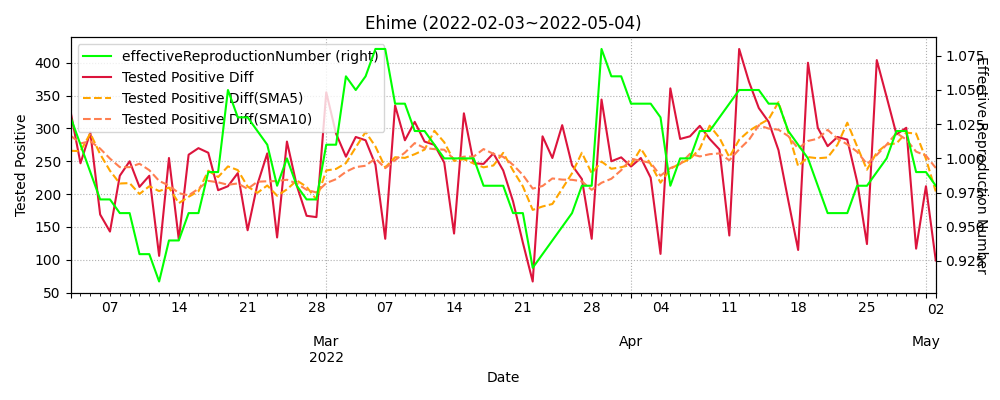 Ehime (2022-02-03~2022-05-04)
effectiveReproductionNumber (right)
Tested Positive Diff
Tested Positive Diff(SMA5)
Tested Positive Diff(SMA10)
Tested Positive
400
350
300
250
200
150
100
50
1.075
1.050
1.025
1.000
0.975
0.950
0.925
Effective Reproduction Number
07 14 21 28 07 14 21 28 04 11 18 25 02
Mar Apr May
2022
Date